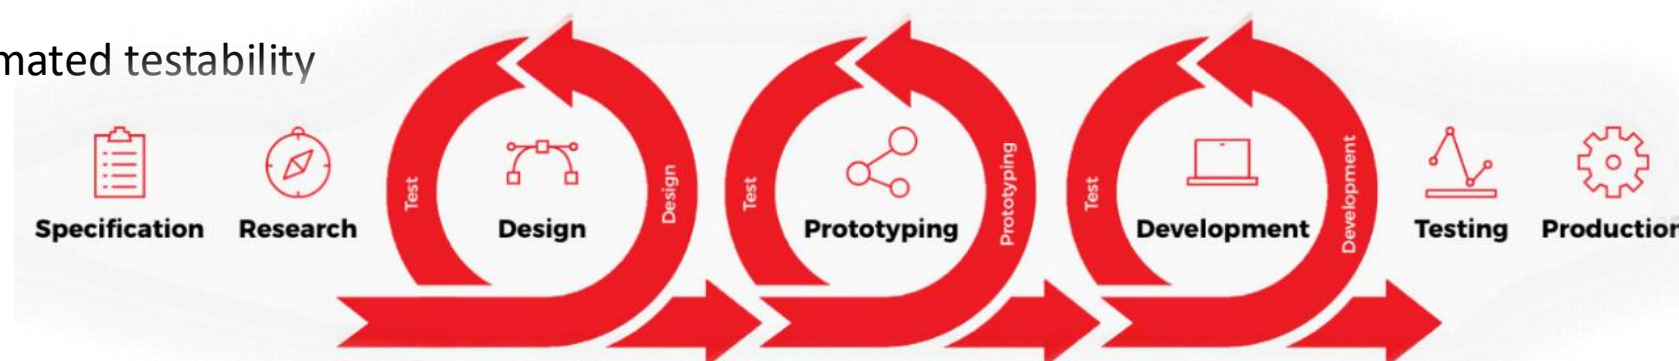 mated testability
Test
Design
Test
Prototyping
Test
Development
Specification
Research
Design
Prototyping
Development
Testing
Production